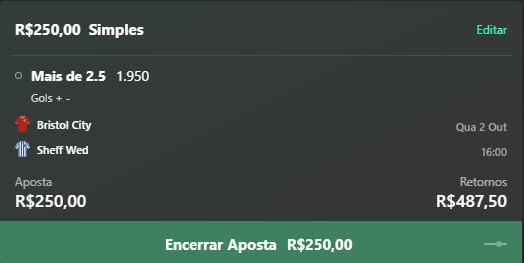 R$250,00 Simples
Editar
Mais de 2.5 1.950
Gols + -
Bristol City
Qua 2 Out
Sheff Wed
16:00
Aposta
Retornos
R$250,00
R$487,50
Encerrar Aposta R$250,00